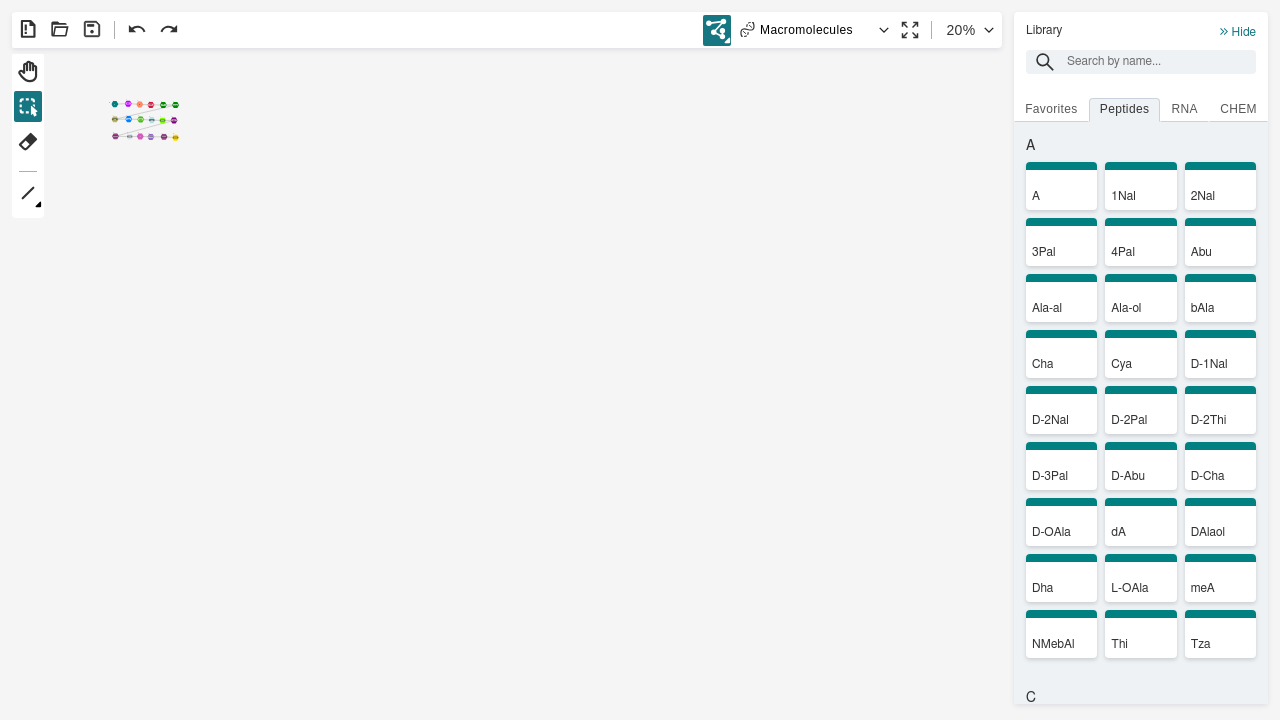 Macromolecules
20%
Library
Hide
Search by name...
Favorites
Peptides
RNA
CHEM
A
A
1Nal
2Nal
3Pal
4Pal
Abu
Ala-al
Ala-ol
bAla
Cha
Cya
D-1Nal
D-2Nal
D-2Pal
D-2Thi
D-3Pal
D-Abu
D-Cha
D-OAla
dA
DAlaol
Dha
L-OAla
meA
NMebAl
Thi
Tza
C